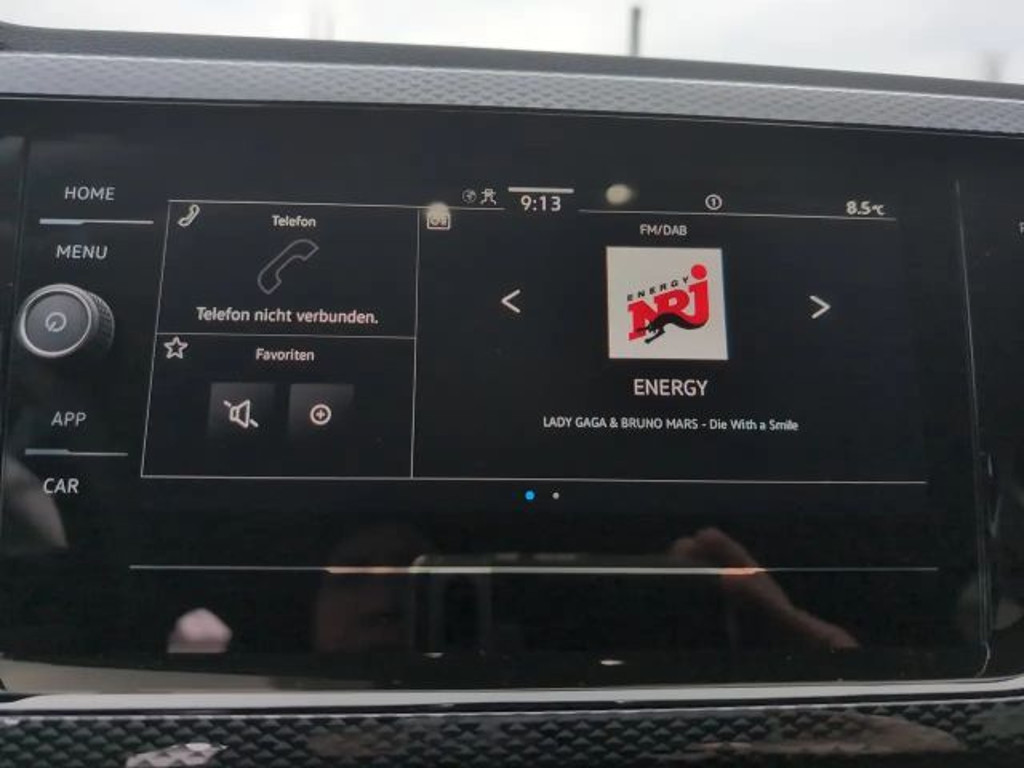 HOME
MENU
APP
CAR
9:13
1
8.5°C
Telefon
Telefon nicht verbunden.
Favoriten
FM/DAB
ENERGY
NRJ
ENERGY
LADY GAGA & BRUNO MARS - Die With a Smile